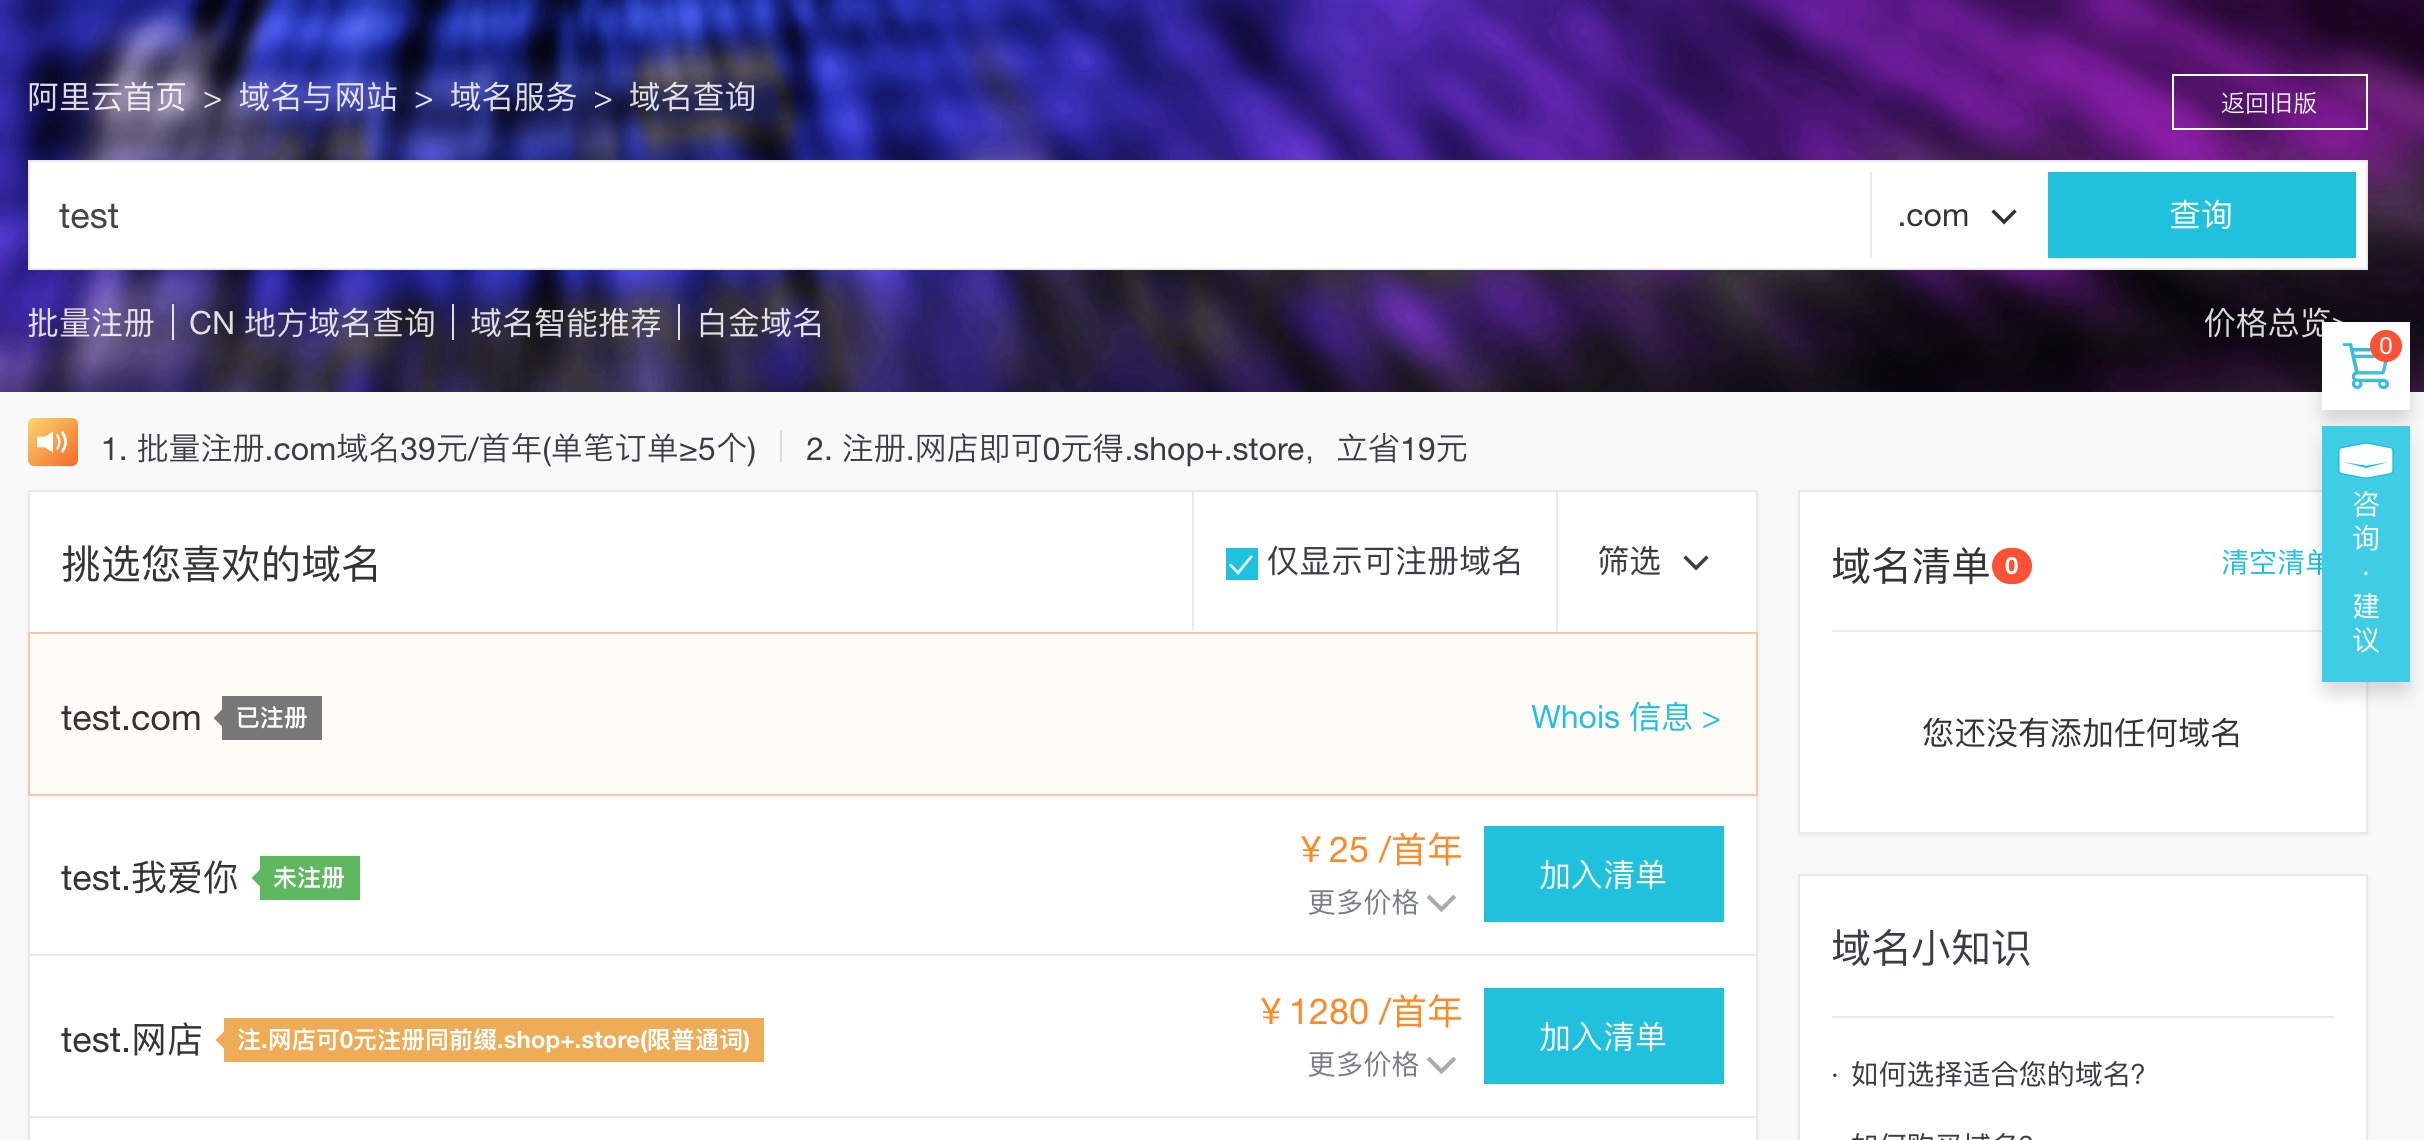 阿里云首页 > 域名与网站 > 域名服务 > 域名查询
返回旧版
test
.com
查询
批量注册 | CN 地方域名查询 | 域名智能推荐 | 白金域名
价格总览
0
1. 批量注册.com域名39元/首年(单笔订单≥5个)
2. 注册.网店即可0元得.shop+.store，立省19元
咨询·建议
挑选您喜欢的域名
仅显示可注册域名
筛选
域名清单 0
清空清单
test.com 已注册
Whois 信息 >
您还没有添加任何域名
test.我爱你 未注册
¥ 25 /首年
更多价格
加入清单
test.网店 注.网店可0元注册同前缀.shop+.store(限普通词)
¥ 1280 /首年
更多价格
加入清单
域名小知识
· 如何选择适合您的域名?
如何购买域名?